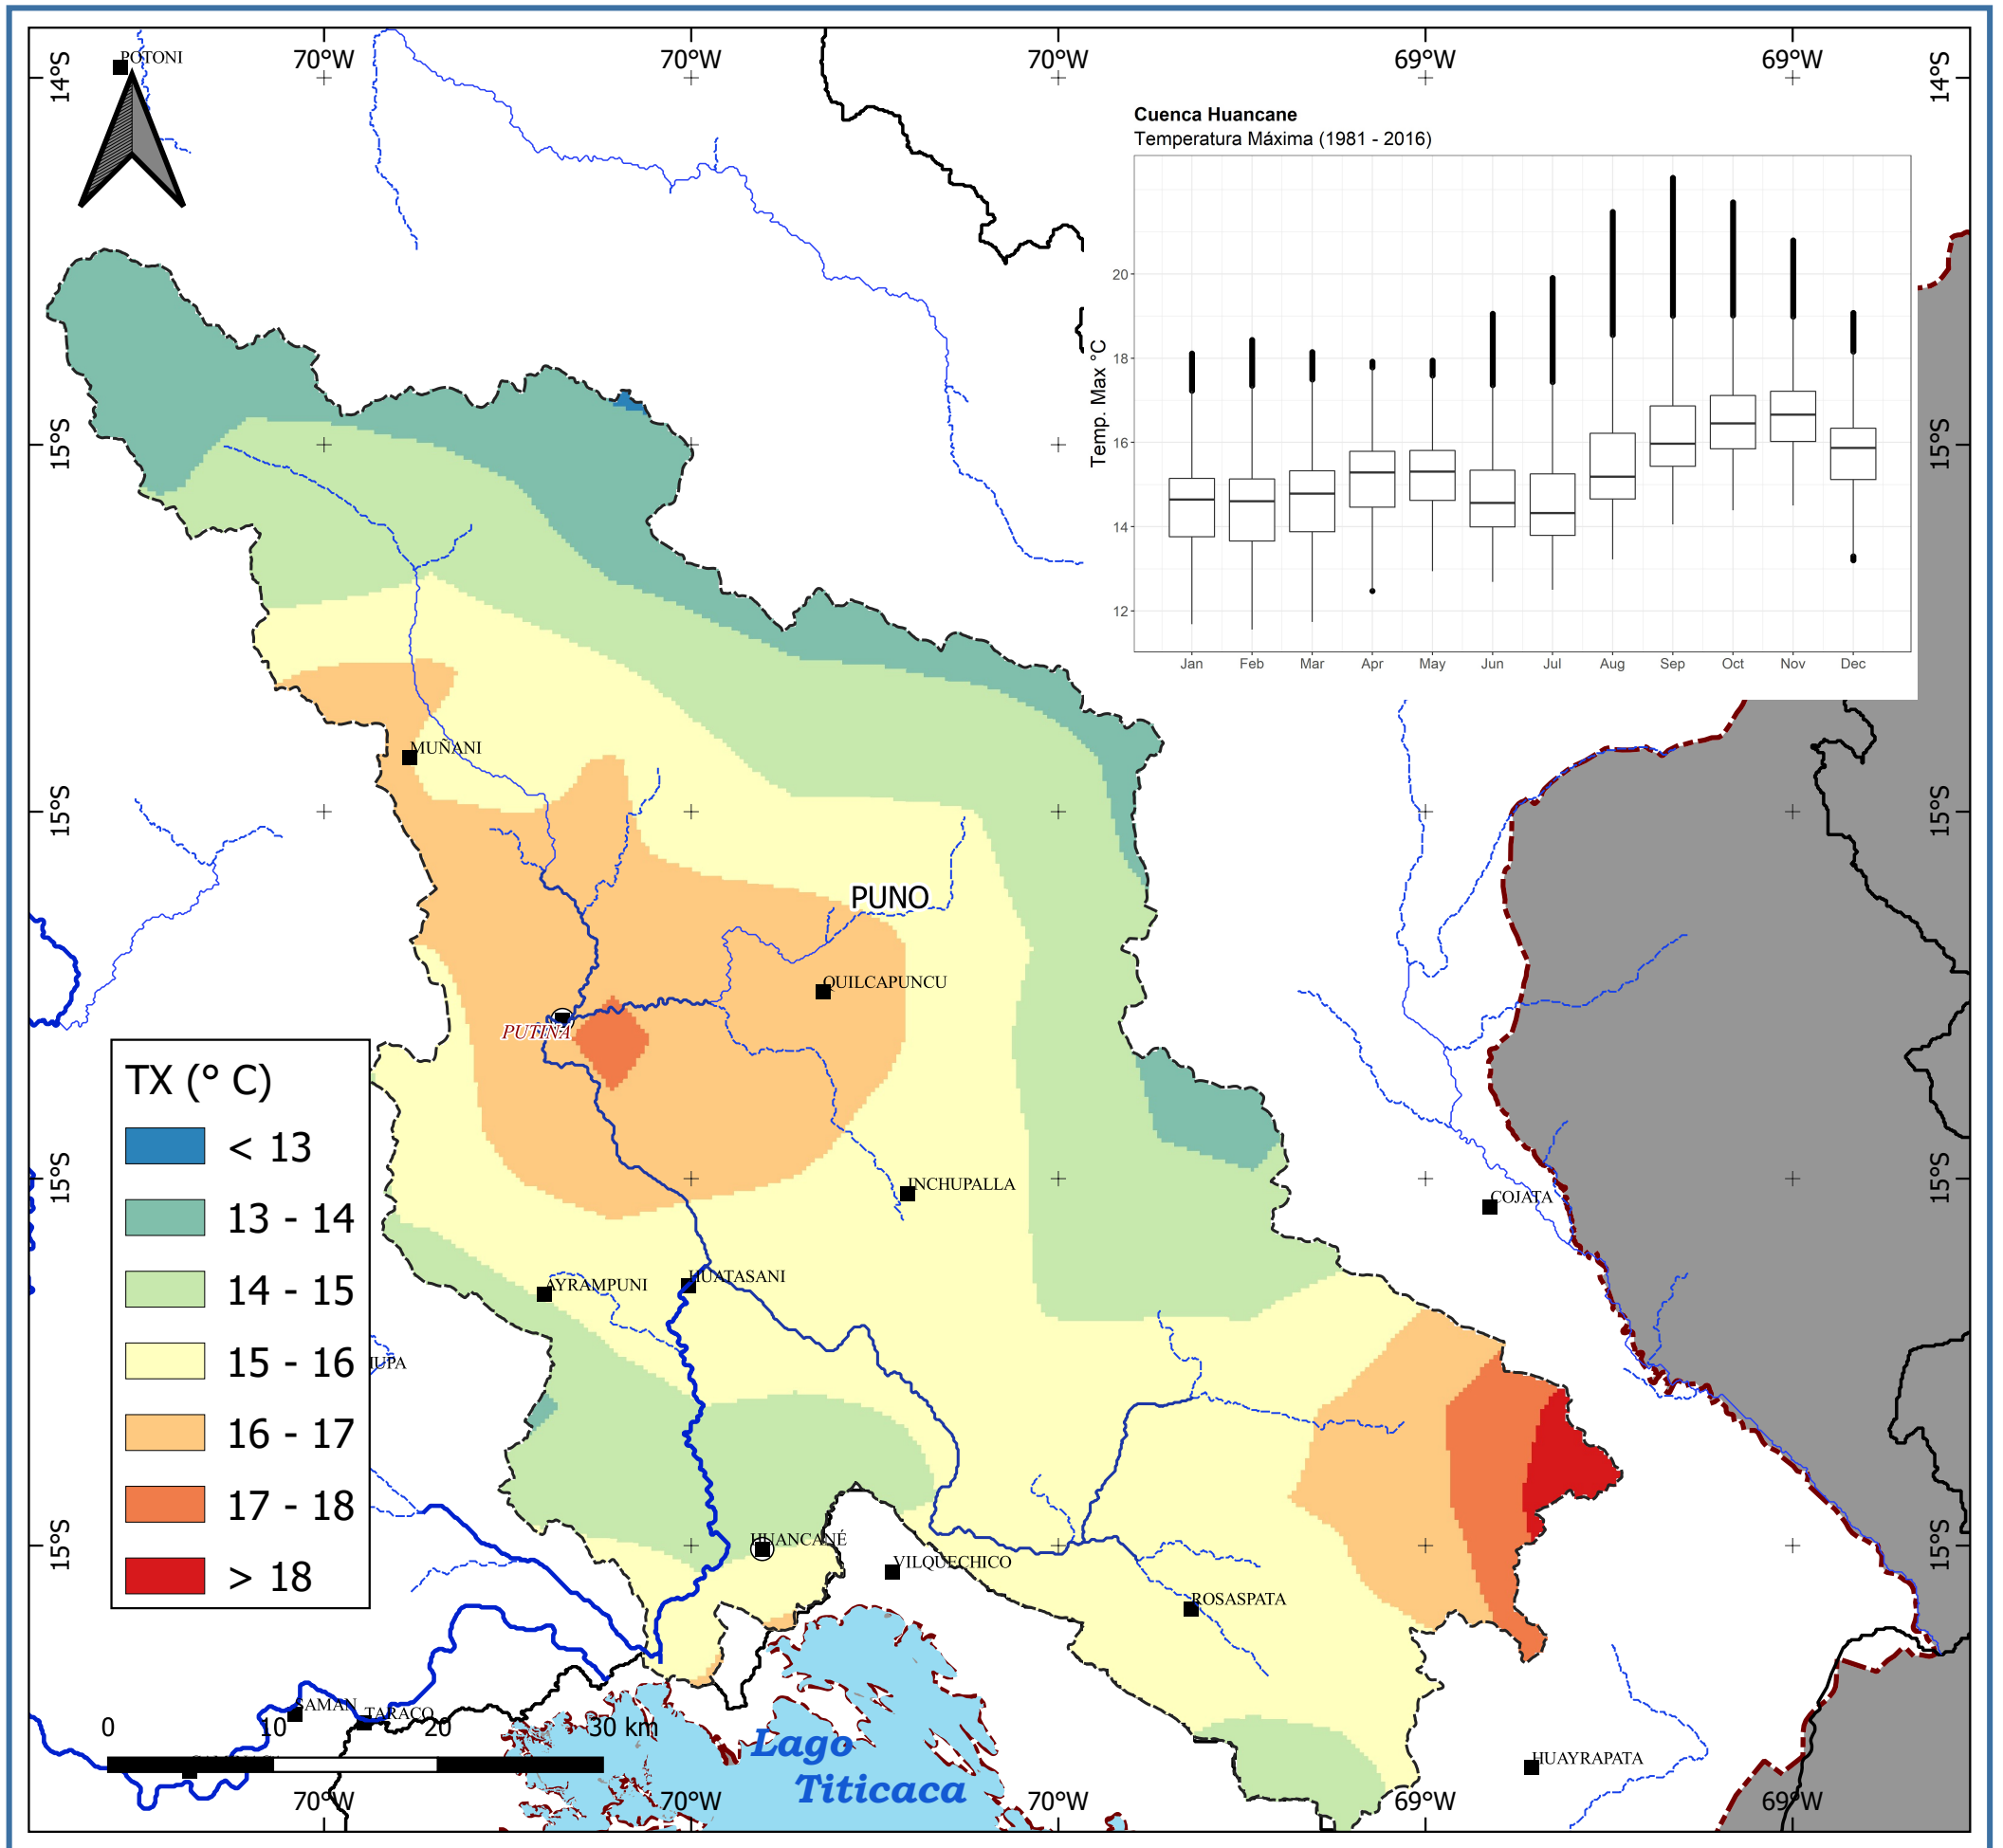 70°W 70°W 70°W 69°W 69°W
14°S
14°S
POTONI
Cuenca Huancane
Temperatura Máxima (1981 - 2016)
Temp. Max °C
20
18
16
14
12
Jan Feb Mar Apr May Jun Jul Aug Sep Oct Nov Dec
15°S
15°S
MUÑANI
15°S
15°S
PUNO
QUILCAPUNCU
PUTINA
TX (° C)
< 13
13 - 14
14 - 15
15 - 16
16 - 17
17 - 18
> 18
15°S
15°S
INCHUPALLA
COJATA
AYRAMPUNI
HUATASANI
15°S
15°S
HUANCANÉ
VILQUECHICO
ROSASPATA
SAMAN
TARACO
0 10 20 30 km
Lago
Titicaca
HUAYRAPATA
70°W 70°W 70°W 69°W 69°W